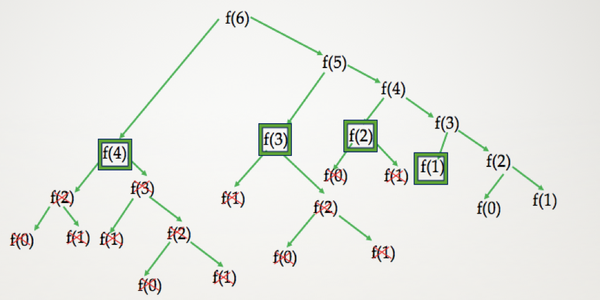 f(6)
f(5)
f(4)
f(3)
f(4) f(3) f(2) f(1) f(2)
f(2) f(3) f(1) f(0) f(1) f(0) f(1)
f(2)
f(0) f(1) f(1) f(2) f(0) f(1)
f(0) f(1)